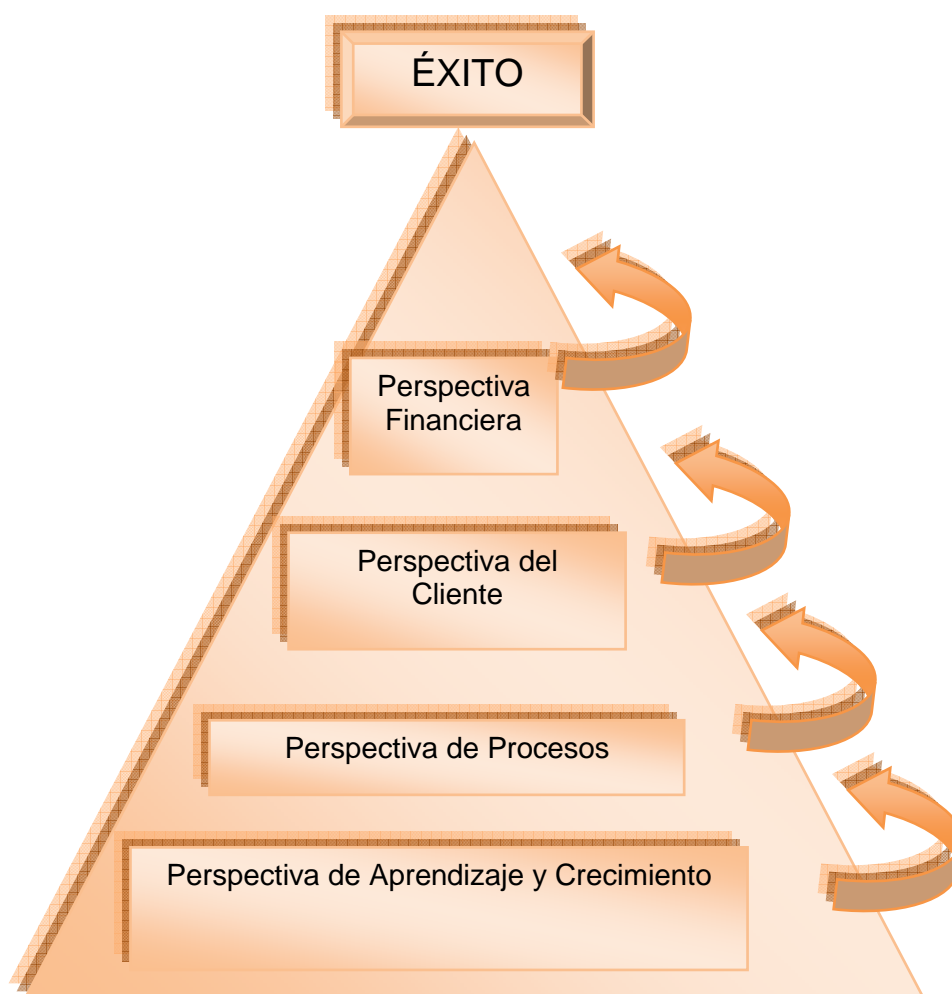 ÉXITO
Perspectiva
Financiera
Perspectiva del
Cliente
Perspectiva de Procesos
Perspectiva de Aprendizaje y Crecimiento